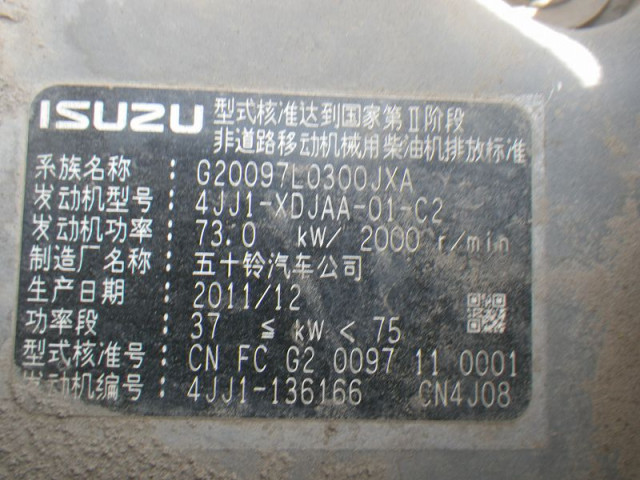 ISUZU 型式核准达到国家第Ⅱ阶段
非道路移动机械用柴油机排放标准
系族名称 : G20097L0300JXA
发动机型号: 4JJ1-XDJAA-01-C2
发动机功率: 73.0 kW/ 2000 r/min
制造厂名称: 五十铃汽车公司
生产日期 : 2011/12
功率段 : 37 ≦ kW < 75
型式核准号: CN FC G2 0097 11 0001
发动机编号: 4JJ1-136166 CN4J08